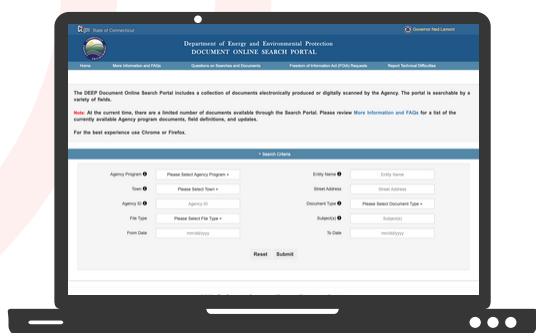 State of Connecticut
Governor Ned Lamont
Department of Energy and Environmental Protection
DOCUMENT ONLINE SEARCH PORTAL
Home More Information and FAQs Questions on Searches and Documents Freedom of Information Act (FOIA) Requests Report Technical Difficulties
The DEEP Document Online Search Portal includes a collection of documents electronically produced or digitally scanned by the Agency. The portal is searchable by a
variety of fields.
Note: At the current time, there are a limited number of documents available through the Search Portal. Please review More Information and FAQs for a list of the
currently available Agency program documents, field definitions, and updates.
For the best experience use Chrome or Firefox.
Search Criteria
Agency Program Please Select Agency Program Entity Name Entity Name
Town Please Select Town Street Address Street Address
Agency ID Agency ID Document Type Please Select Document Type
File Type Please Select File Type Subject(s) Subject(s)
From Date mm/dd/yyyy To Date mm/dd/yyyy
Reset Submit